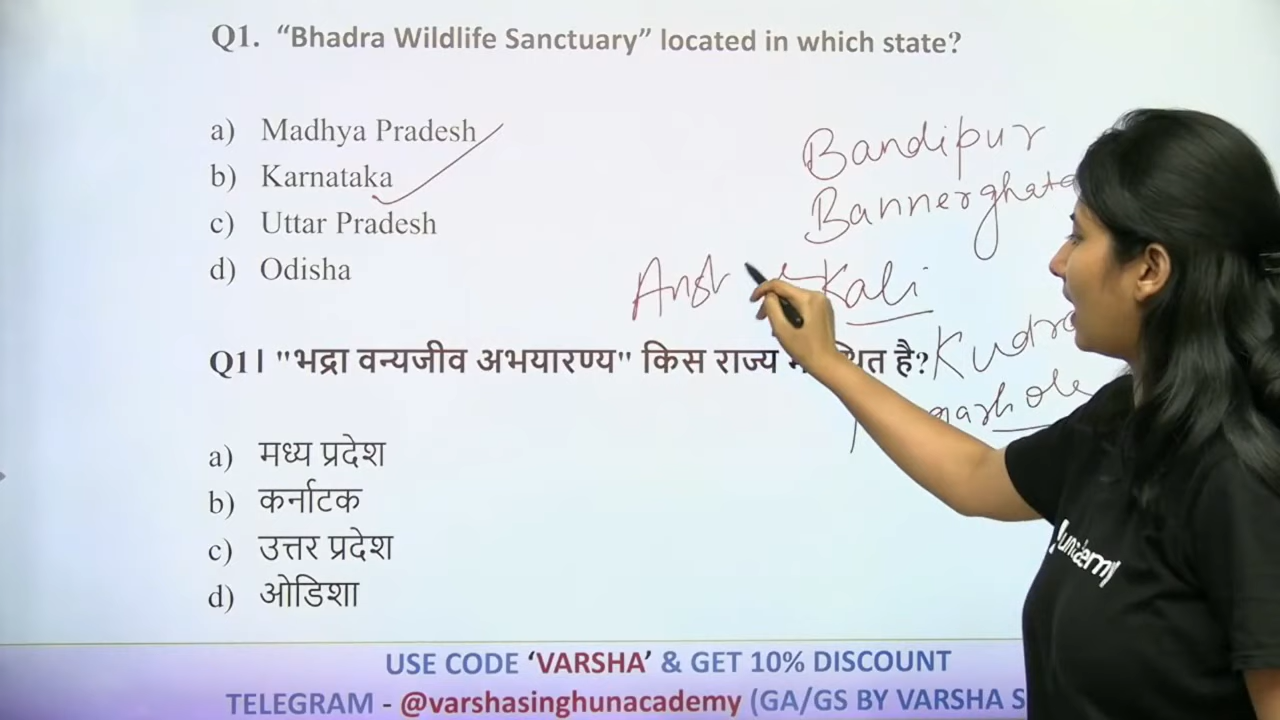 Q1. “Bhadra Wildlife Sanctuary” located in which state?
a) Madhya Pradesh
b) Karnataka
c) Uttar Pradesh
d) Odisha
Bandipur
Bannerghata
Kali
Q1। "भद्रा वन्यजीव अभयारण्य" किस राज्य है?
a) मध्य प्रदेश
b) कर्नाटक
c) उत्तर प्रदेश
d) ओडिशा
unacademy
USE CODE ‘VARSHA’ & GET 10% DISCOUNT
TELEGRAM - @varshasinghunacademy (GA/GS BY VARSHA S